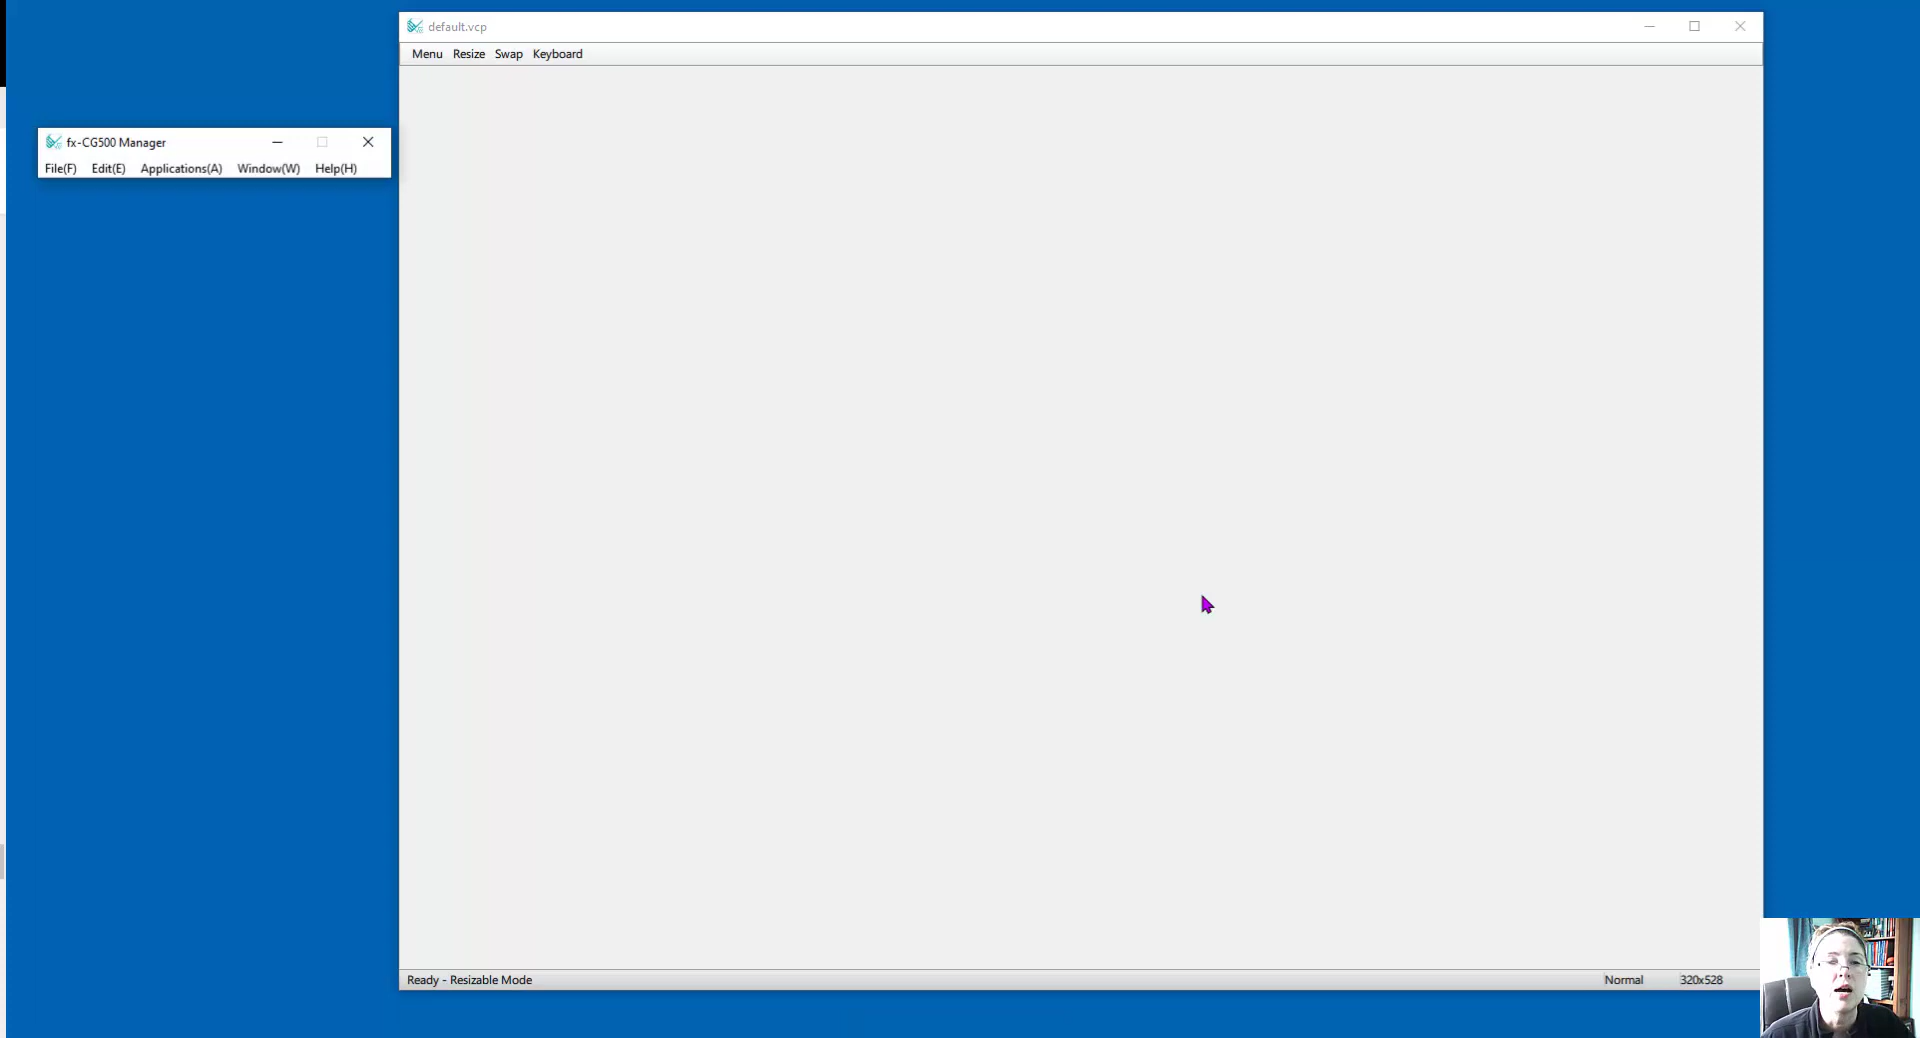 default.vcp
Menu Resize Swap Keyboard
fx-CG500 Manager
File(F) Edit(E) Applications(A) Window(W) Help(H)
Ready - Resizable Mode Normal 320x528